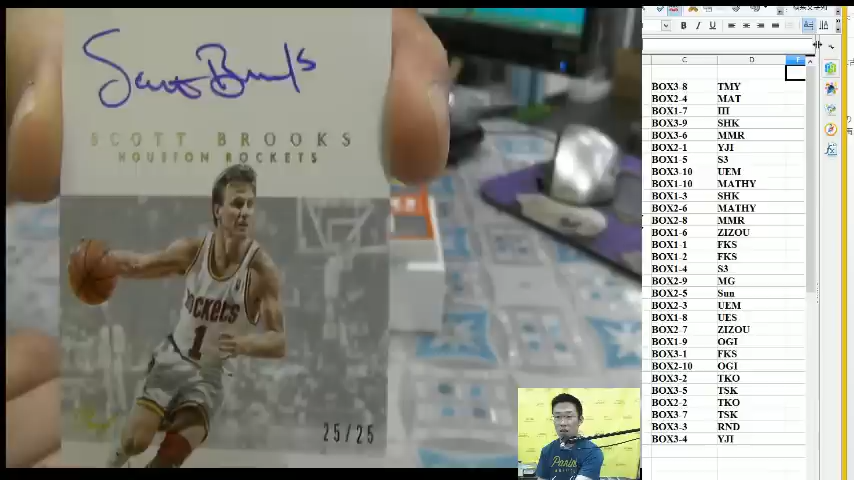 Scott Brooks
SCOTT BROOKS
HOUSTON ROCKETS
ROCKETS
1
25/25
Panini
B I U
C D
BOX3-8 TMY
BOX2-4 MAT
BOX1-7 III
BOX3-9 SHK
BOX3-6 MMR
BOX2-1 YJI
BOX1-5 S3
BOX3-10 UEM
BOX1-10 MATHY
BOX1-3 SHK
BOX2-6 MATHY
BOX2-8 MMR
BOX1-6 ZIZOU
BOX1-1 FKS
BOX1-2 FKS
BOX1-4 S3
BOX2-9 MG
BOX2-5 Sun
BOX2-3 UEM
BOX1-8 UES
BOX2-7 ZIZOU
BOX1-9 OGI
BOX3-1 FKS
BOX2-10 OGI
BOX3-2 TKO
BOX3-5 TSK
BOX2-2 TKO
BOX3-7 TSK
BOX3-3 RND
BOX3-4 YJI